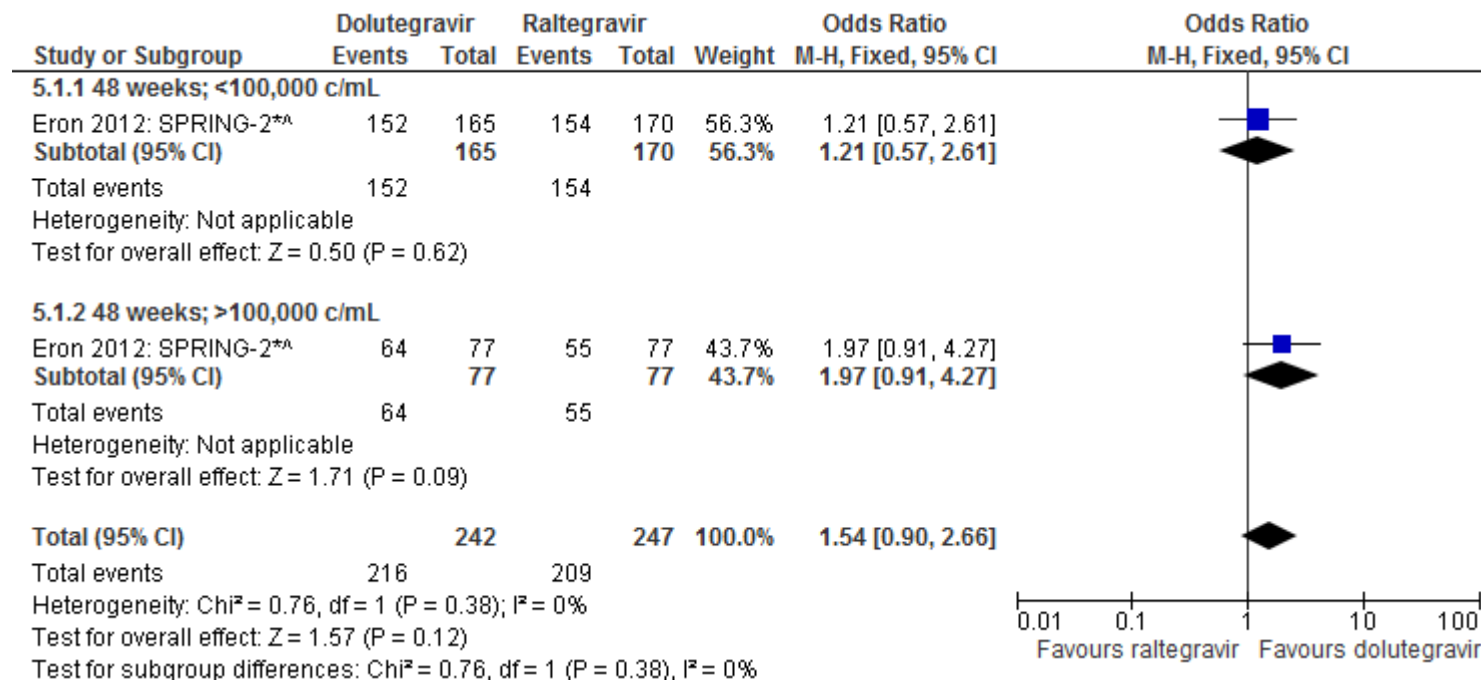 Dolutegravir Raltegravir Odds Ratio Odds Ratio
Study or Subgroup Events Total Events Total Weight M-H, Fixed, 95% CI M-H, Fixed, 95% CI
5.1.1 48 weeks; <100,000 c/mL
Eron 2012: SPRING-2*^ 152 165 154 170 56.3% 1.21 [0.57, 2.61]
Subtotal (95% CI) 165 170 56.3% 1.21 [0.57, 2.61]
Total events 152 154
Heterogeneity: Not applicable
Test for overall effect: Z = 0.50 (P = 0.62)
5.1.2 48 weeks; >100,000 c/mL
Eron 2012: SPRING-2*^ 64 77 55 77 43.7% 1.97 [0.91, 4.27]
Subtotal (95% CI) 77 77 43.7% 1.97 [0.91, 4.27]
Total events 64 55
Heterogeneity: Not applicable
Test for overall effect: Z = 1.71 (P = 0.09)
Total (95% CI) 242 247 100.0% 1.54 [0.90, 2.66]
Total events 216 209
Heterogeneity: Chi² = 0.76, df = 1 (P = 0.38); I² = 0%
Test for overall effect: Z = 1.57 (P = 0.12)
Test for subgroup differences: Chi² = 0.76, df = 1 (P = 0.38), I² = 0%
0.01 0.1 1 10 100
Favours raltegravir Favours dolutegravir